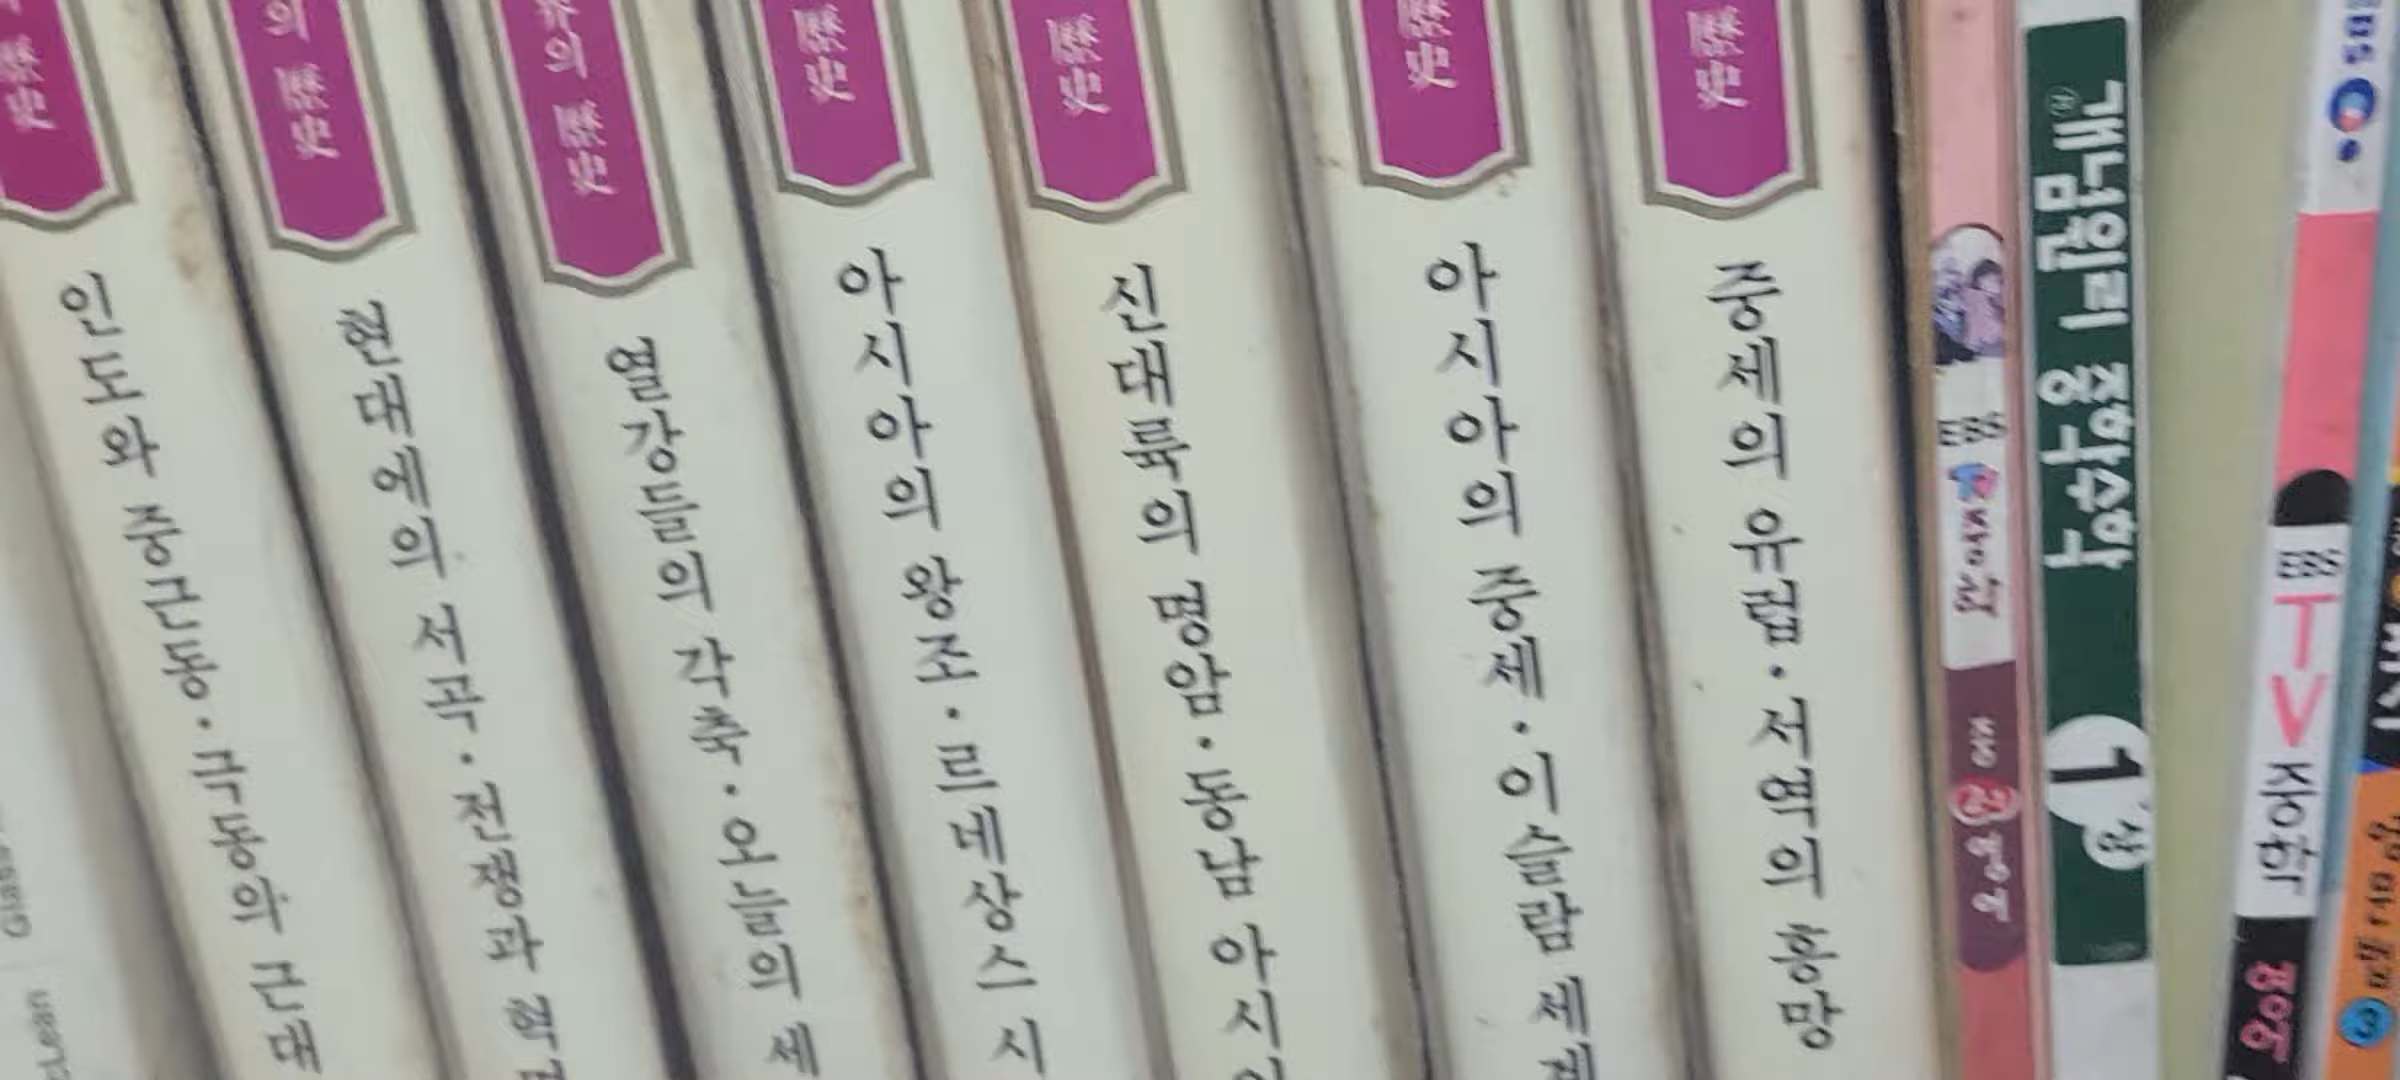 歷史
인도와 중근동·극동의 근대
의 歷史
현대에의 서곡·전쟁과
의 歷史
열강들의 각축·오늘의 세
歷史
아시아의 왕조·르네상스 시
歷史
신대륙의 명암·동남 아시
歷史
아시아의 중세·이슬람 세계
歷史
중세의 유럽·서역의 흥망
EBS
개념원리 중학수학
1 상
EBS
EBS
TV
중학